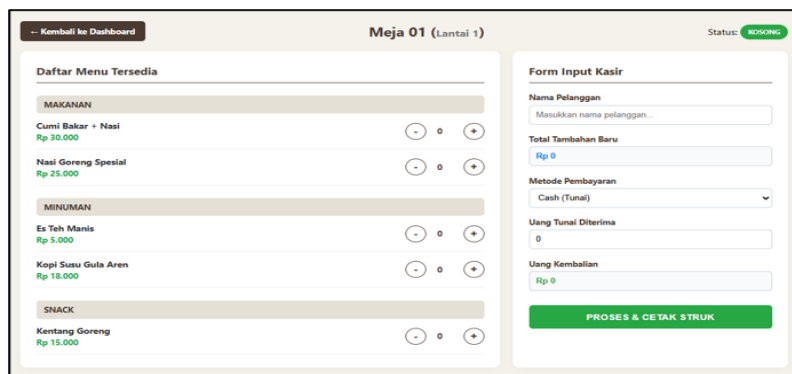 ← Kembali ke Dashboard
Meja 01 (Lantai 1)
Status: KOSONG
Daftar Menu Tersedia
MAKANAN
Cumi Bakar + Nasi
Rp 30.000
- 0 +
Nasi Goreng Spesial
Rp 25.000
- 0 +
MINUMAN
Es Teh Manis
Rp 5.000
- 0 +
Kopi Susu Gula Aren
Rp 18.000
- 0 +
SNACK
Kentang Goreng
Rp 15.000
- 0 +
Form Input Kasir
Nama Pelanggan
Masukkan nama pelanggan...
Total Tambahan Baru
Rp 0
Metode Pembayaran
Cash (Tunai)
Uang Tunai Diterima
0
Uang Kembalian
Rp 0
PROSES & CETAK STRUK